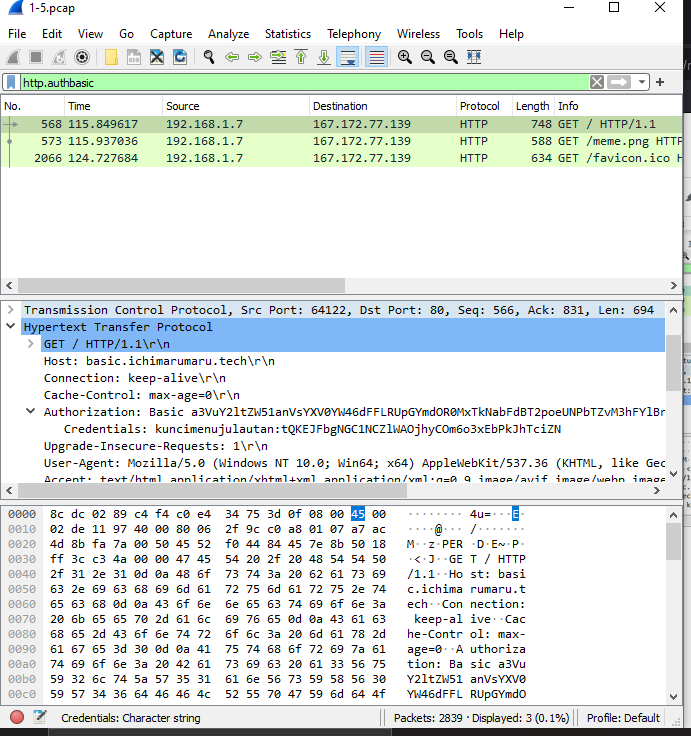 1-5.pcap
File Edit View Go Capture Analyze Statistics Telephony Wireless Tools Help
http.authbasic
No. Time Source Destination Protocol Length Info
568 115.849617 192.168.1.7 167.172.77.139 HTTP 748 GET / HTTP/1.1
573 115.937036 192.168.1.7 167.172.77.139 HTTP 588 GET /meme.png HTTP
2066 124.727684 192.168.1.7 167.172.77.139 HTTP 634 GET /favicon.ico H
Transmission Control Protocol, Src Port: 64122, Dst Port: 80, Seq: 566, Ack: 831, Len: 694
Hypertext Transfer Protocol
GET / HTTP/1.1\r\n
Host: basic.ichimarumaru.tech\r\n
Connection: keep-alive\r\n
Cache-Control: max-age=0\r\n
Authorization: Basic a3VuY2ltZW51anVsYXV0YW46dFFLRUpGYmdOR0MxTkNabFdBT2poeUNPbTZvM3hFYlBr
Credentials: kuncimenujulautan:tQKEJFbgNGC1NCZlWAOjhyCOm6o3xEbPkJhTciZN
Upgrade-Insecure-Requests: 1\r\n
User-Agent: Mozilla/5.0 (Windows NT 10.0; Win64; x64) AppleWebKit/537.36 (KHTML, like Gec
Accept: text/html,application/xhtml+xml,application/xml;q=0.9,image/avif,image/webp,image
0000 8c dc 02 89 c4 f4 c0 e4 34 75 3d 0f 08 00 45 00 ········ 4u=···E·
0010 02 de 11 97 40 00 80 06 2f 9c c0 a8 01 07 a7 ac ····@··· /·······
0020 4d 8b fa 7a 00 50 45 52 f0 44 84 45 7e 8b 50 18 M··z·PER ·D·E~·P·
0030 ff 3c c3 4a 00 00 47 45 54 20 2f 20 48 54 54 50 ·<·J··GE T / HTTP
0040 2f 31 2e 31 0d 0a 48 6f 73 74 3a 20 62 61 73 69 /1.1··Ho st: basi
0050 63 2e 69 63 68 69 6d 61 72 75 6d 61 72 75 2e 74 c.ichima rumaru.t
0060 65 63 68 0d 0a 43 6f 6e 6e 65 63 74 69 6f 6e 3a ech··Con nection:
0070 20 6b 65 65 70 2d 61 6c 69 76 65 0d 0a 43 61 63 keep-al ive··Cac
0080 68 65 2d 43 6f 6e 74 72 6f 6c 3a 20 6d 61 78 2d he-Contr ol: max-
0090 61 67 65 3d 30 0d 0a 41 75 74 68 6f 72 69 7a 61 age=0··A uthoriza
00a0 74 69 6f 6e 3a 20 42 61 73 69 63 20 61 33 56 75 tion: Ba sic a3Vu
00b0 59 32 6c 74 5a 57 35 31 61 6e 56 73 59 58 56 30 Y2ltZW51 anVsYXV0
00c0 59 57 34 36 64 46 46 4c 52 55 70 47 59 6d 64 4f YW46dFFL RUpGYmdO
Credentials: Character string Packets: 2839 · Displayed: 3 (0.1%) Profile: Default